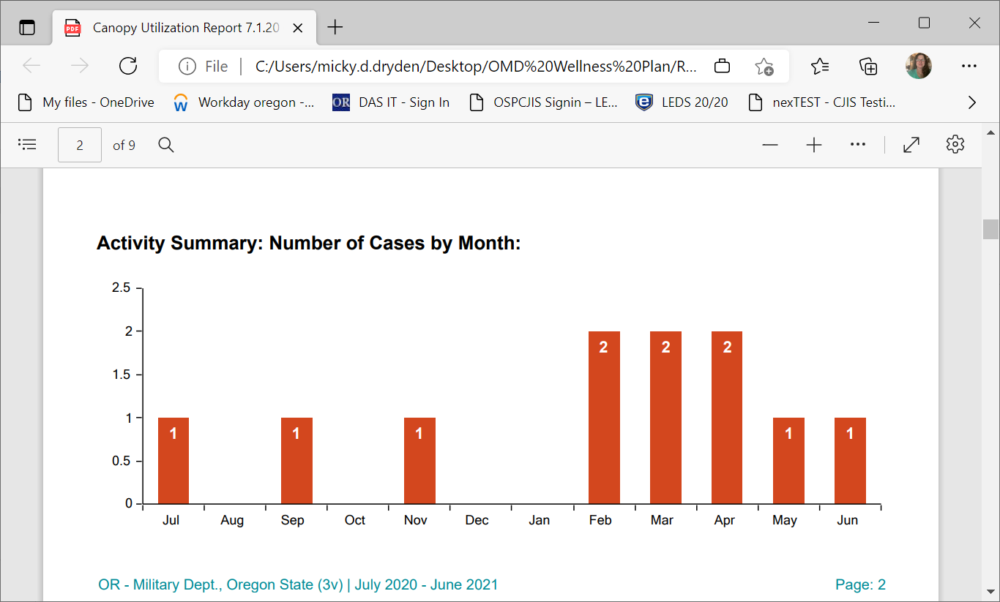 PDF Canopy Utilization Report 7.1.20
File | C:/Users/micky.d.dryden/Desktop/OMD%20Wellness%20Plan/R...
My files - OneDrive W Workday oregon -... OR DAS IT - Sign In OSPCJIS Signin – LE... e LEDS 20/20 nexTEST - CJIS Testi...
2 of 9
Activity Summary: Number of Cases by Month:
2.5
2
1.5
1
0.5
0
1 1 1 2 2 2 1 1
Jul Aug Sep Oct Nov Dec Jan Feb Mar Apr May Jun
OR - Military Dept., Oregon State (3v) | July 2020 - June 2021 Page: 2